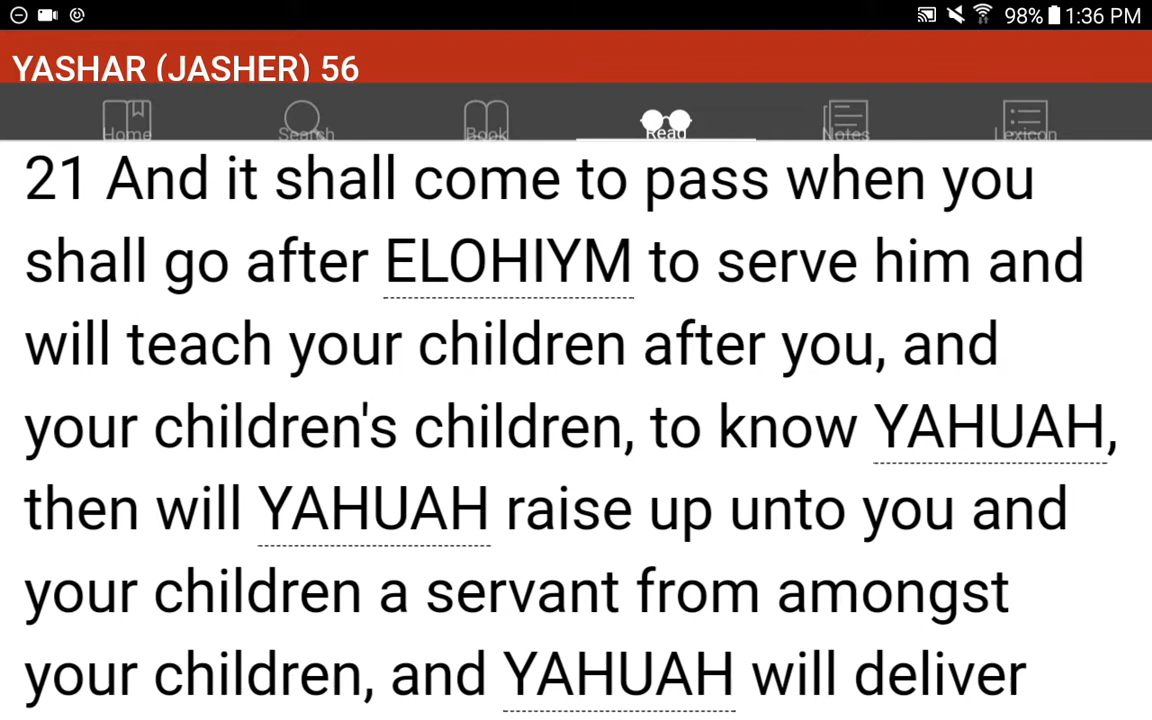 98% 1:36 PM
YASHAR (JASHER) 56
Home Search Book Read Notes Lexicon
21 And it shall come to pass when you
shall go after ELOHIYM to serve him and
will teach your children after you, and
your children's children, to know YAHUAH,
then will YAHUAH raise up unto you and
your children a servant from amongst
your children, and YAHUAH will deliver